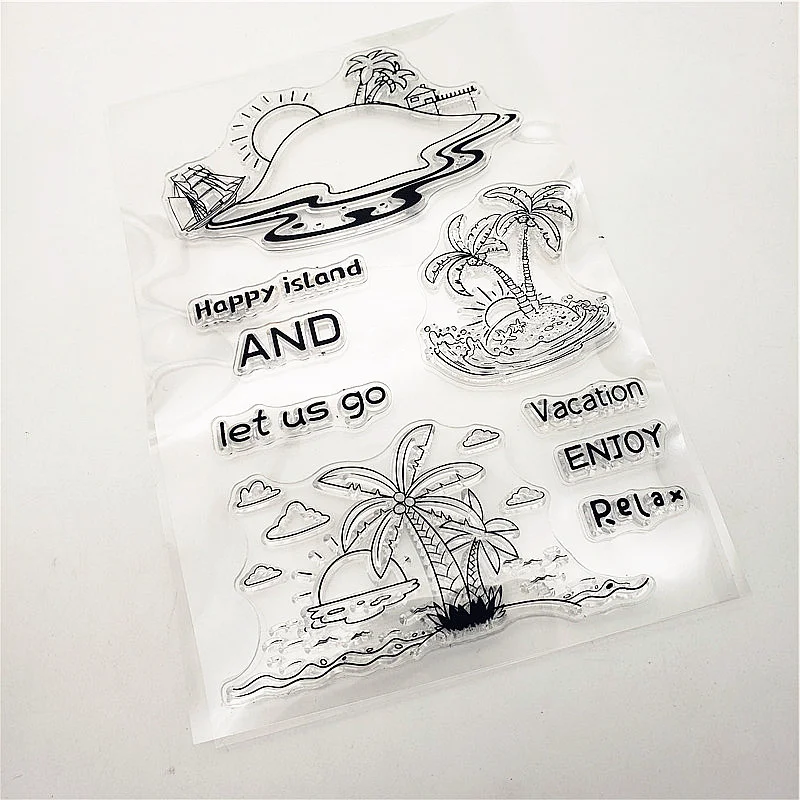 Happy island
AND
let us go
Vacation
ENJOY
Relax